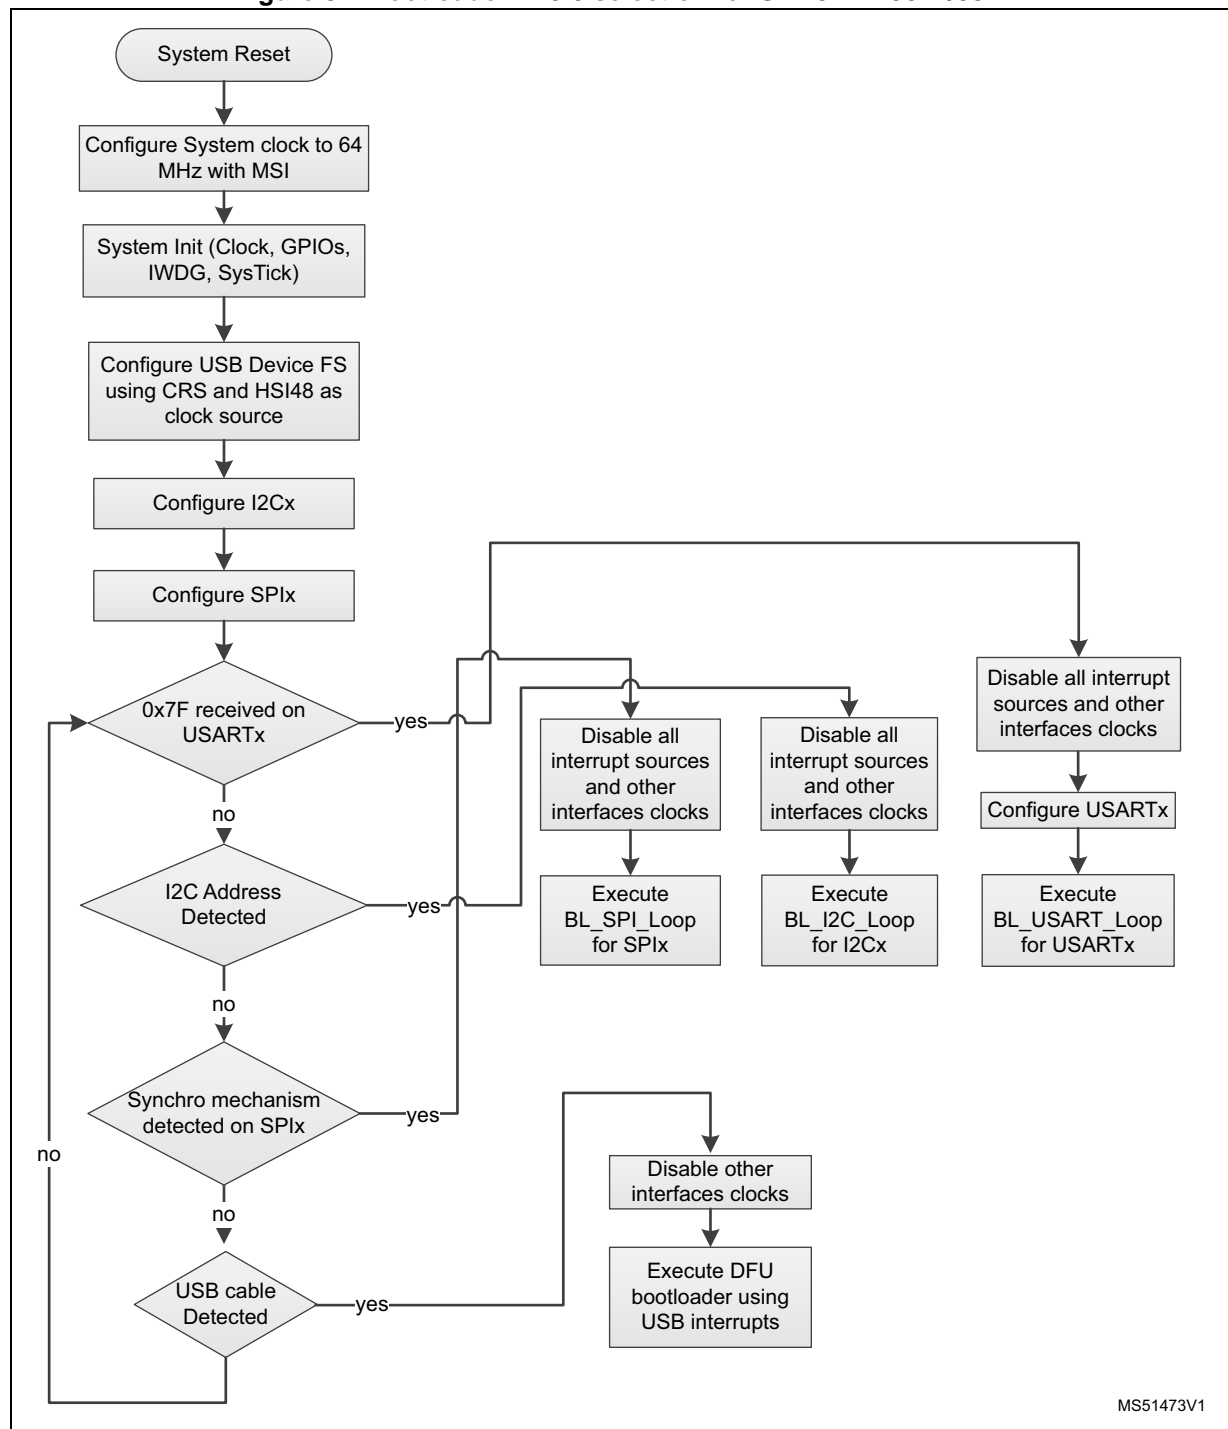 System Reset
Configure System clock to 64
MHz with MSI
System Init (Clock, GPIOs,
IWDG, SysTick)
Configure USB Device FS
using CRS and HSI48 as
clock source
Configure I2Cx
Configure SPIx
0x7F received on
USARTx
yes
no
I2C Address
Detected
yes
no
Synchro mechanism
detected on SPIx
yes
no
USB cable
Detected
yes
no
Disable all
interrupt sources
and other
interfaces clocks
Execute
BL_SPI_Loop
for SPIx
Disable all
interrupt sources
and other
interfaces clocks
Execute
BL_I2C_Loop
for I2Cx
Disable all interrupt
sources and other
interfaces clocks
Configure USARTx
Execute
BL_USART_Loop
for USARTx
Disable other
interfaces clocks
Execute DFU
bootloader using
USB interrupts
MS51473V1